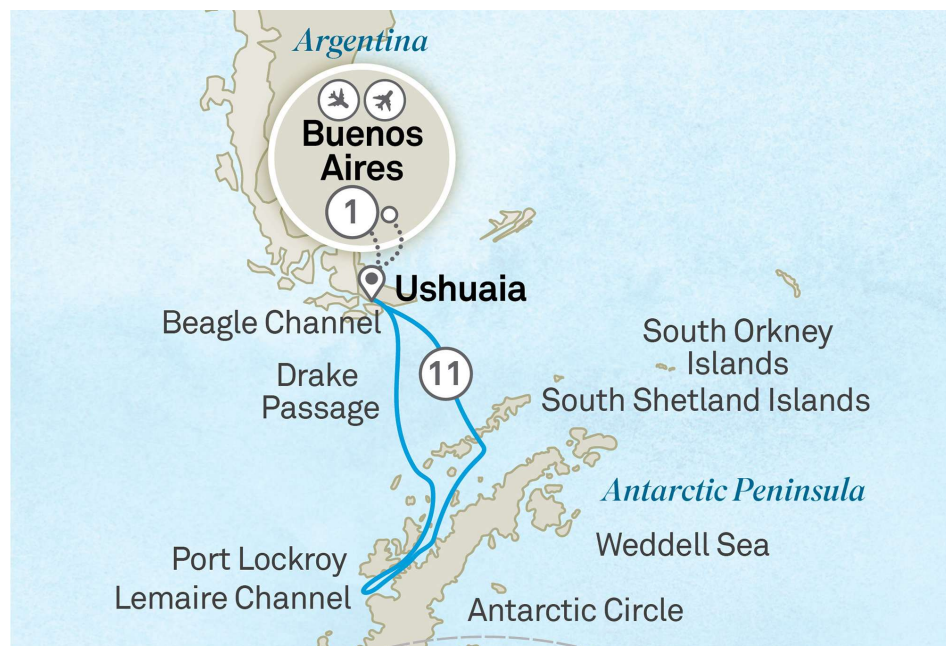 Argentina
Buenos
Aires
1
Ushuaia
Beagle Channel
South Orkney
Islands
Drake
Passage
11
South Shetland Islands
Antarctic Peninsula
Weddell Sea
Port Lockroy
Lemaire Channel
Antarctic Circle